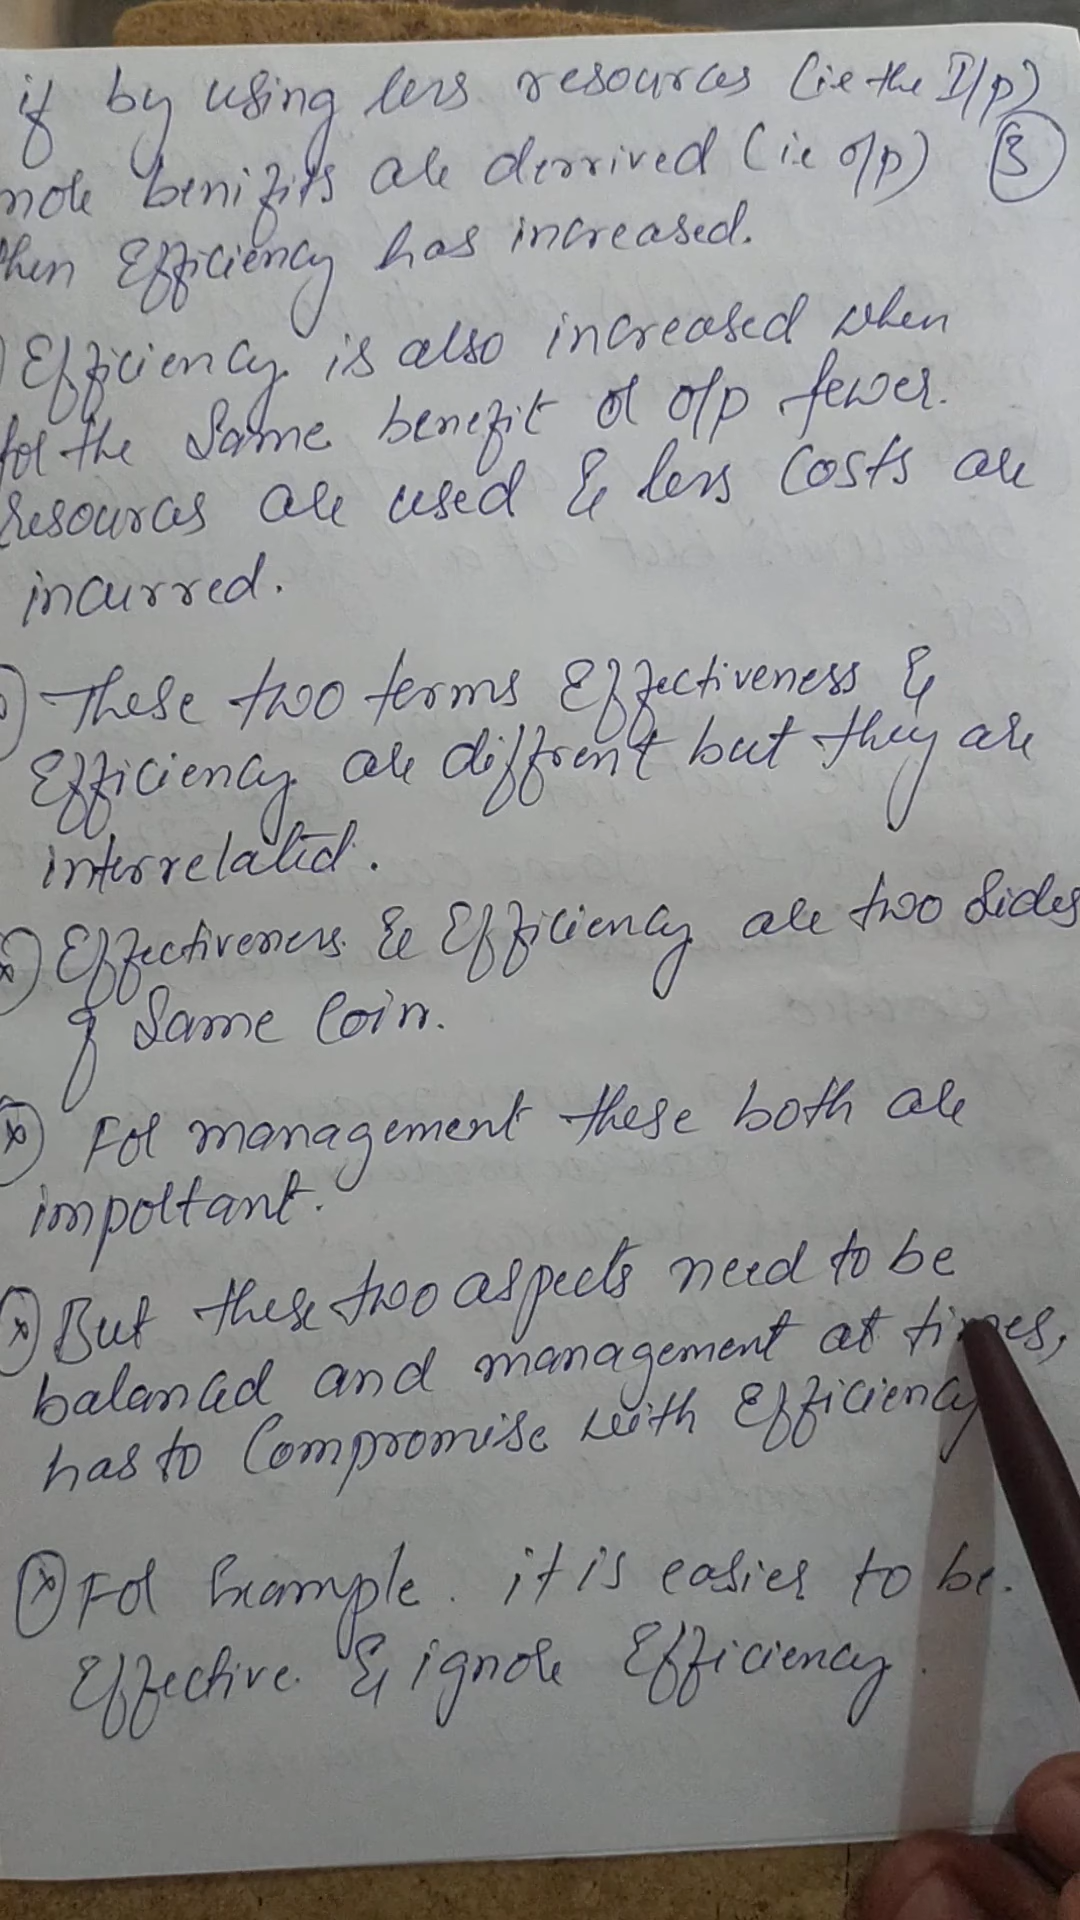 if by using less resources (i.e the I/p)
more benifits are derrived (i.e o/p) 3
then Efficiency has increased.
Efficiency is also increased when
for the Same benefit or o/p fewer.
resources are used & less Costs are
incurred.
These two terms Effectiveness &
Efficiency are diffrent but they are
interrelated.
Effectiveness & Efficiency are two Sides
of Same Coin.
For management these both are
important.
But these two aspects need to be
balanced and management at times,
has to Compromise with Efficiency
For Example. it is easier to be.
Effective. & ignore Efficiency.